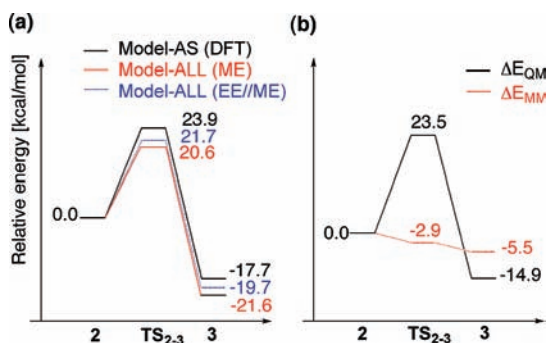 (a)
Relative energy [kcal/mol]
Model-AS (DFT)
Model-ALL (ME)
Model-ALL (EE//ME)
23.9
21.7
20.6
0.0
-17.7
-19.7
-21.6
2 TS2-3 3
(b)
ΔEQM
ΔEMM
23.5
0.0
-2.9
-5.5
-14.9
2 TS2-3 3